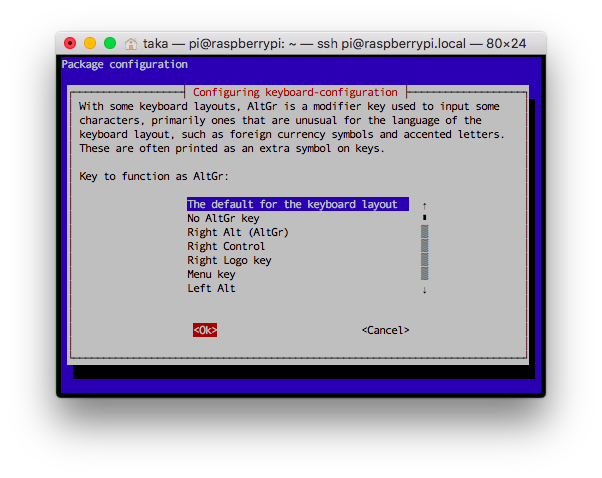 taka — pi@raspberrypi: ~ — ssh pi@raspberrypi.local — 80×24
Package configuration
Configuring keyboard-configuration
With some keyboard layouts, AltGr is a modifier key used to input some
characters, primarily ones that are unusual for the language of the
keyboard layout, such as foreign currency symbols and accented letters.
These are often printed as an extra symbol on keys.
Key to function as AltGr:
The default for the keyboard layout
No AltGr key
Right Alt (AltGr)
Right Control
Right Logo key
Menu key
Left Alt
<Ok> <Cancel>